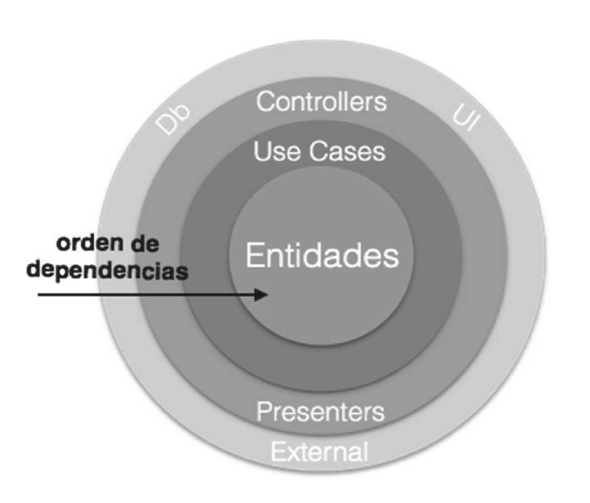 Controllers
Db
UI
Use Cases
orden de
dependencias
Entidades
Presenters
External